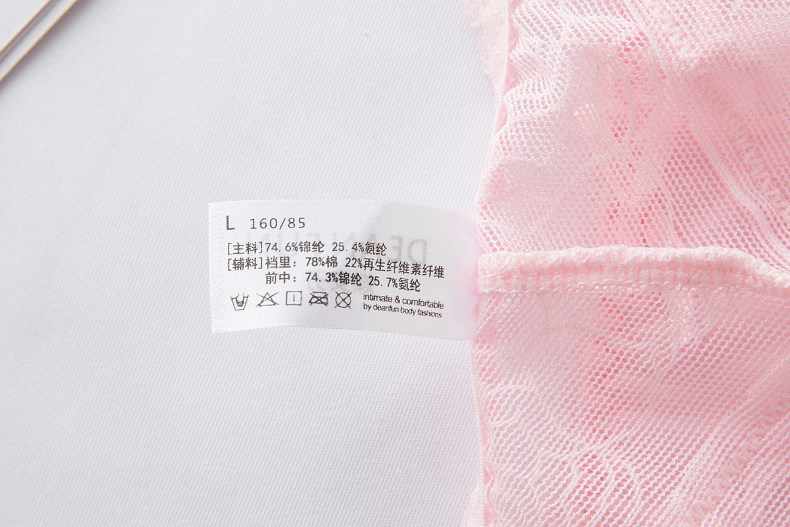 L 160/85
[主料]74.6%锦纶 25.4%氨纶
[辅料]裆里：78%棉 22%再生纤维素纤维
前中：74.3%锦纶 25.7%氨纶
intimate & comfortable
by deanfun body fashions